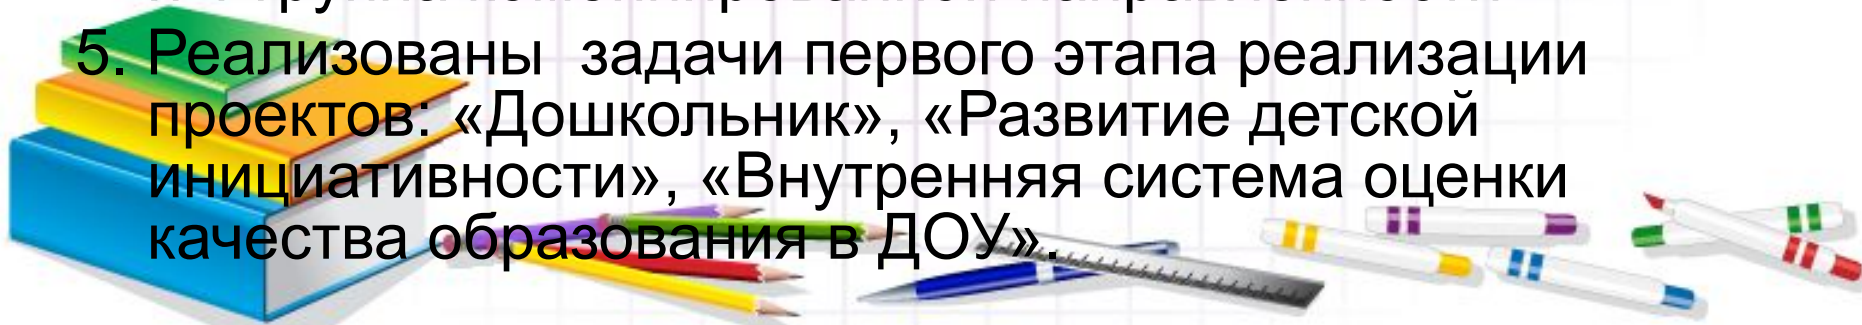 5. Реализованы задачи первого этапа реализации
проектов: «Дошкольник», «Развитие детской
инициативности», «Внутренняя система оценки
качества образования в ДОУ».